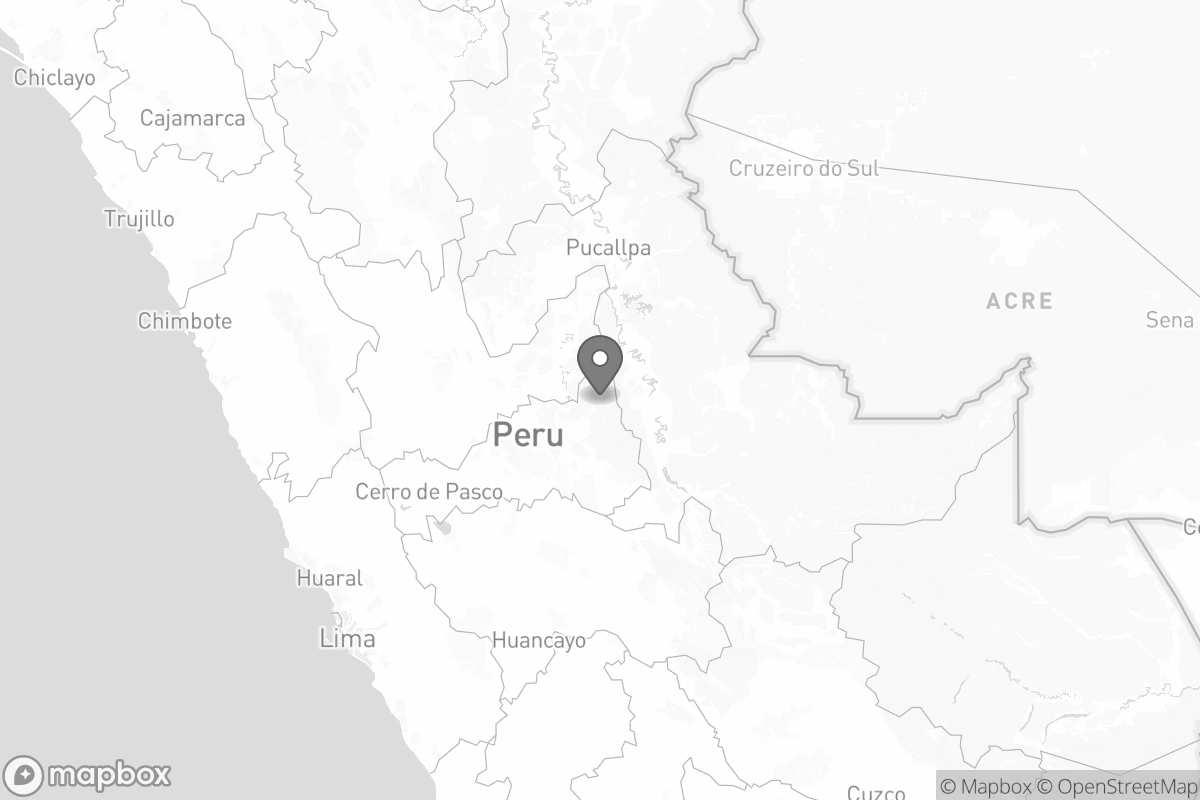 Chiclayo
Cajamarca
Cruzeiro do Sul
Trujillo
Pucallpa
ACRE
Chimbote
Sena
Peru
Cerro de Pasco
Co
Huaral
Lima
Huancayo
mapbox
© Mapbox © OpenStreetMap
Cuzco